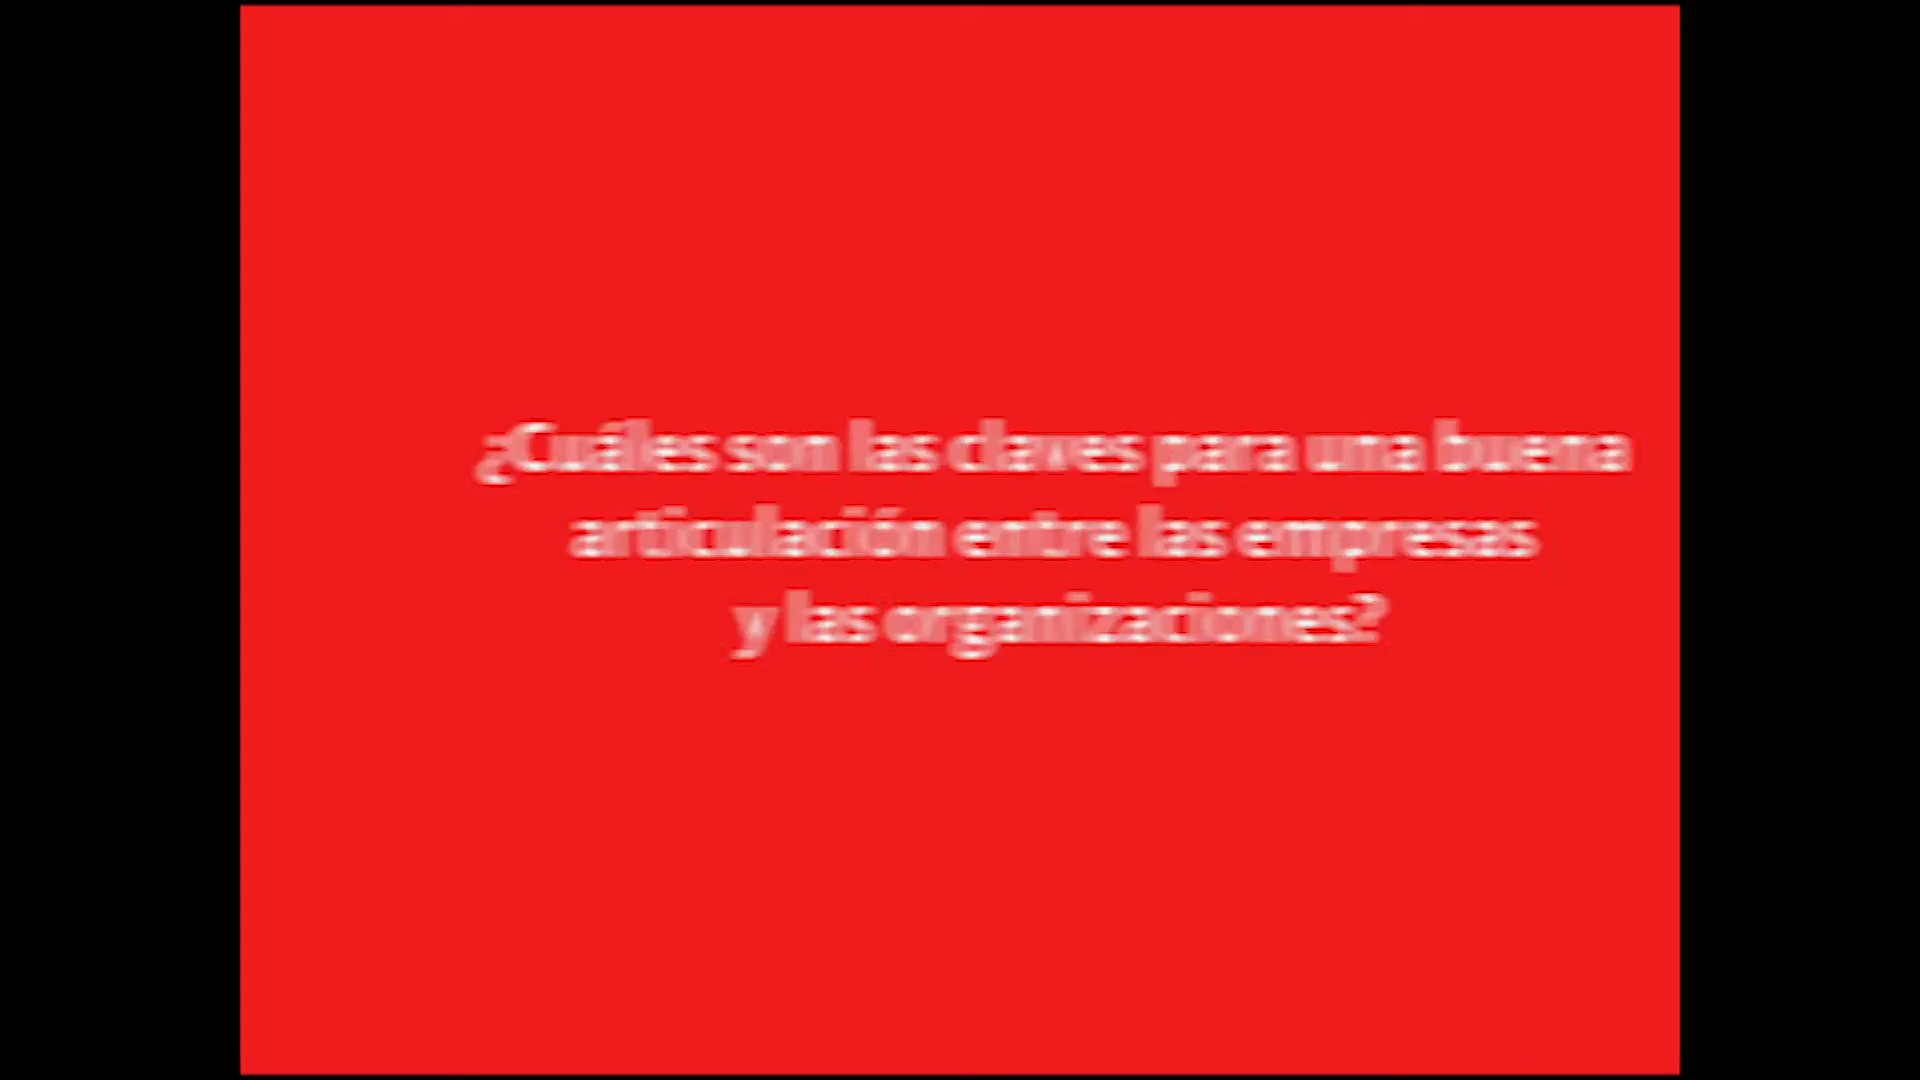 ¿Cuáles son las claves para una buena
articulación entre las empresas
y las organizaciones?